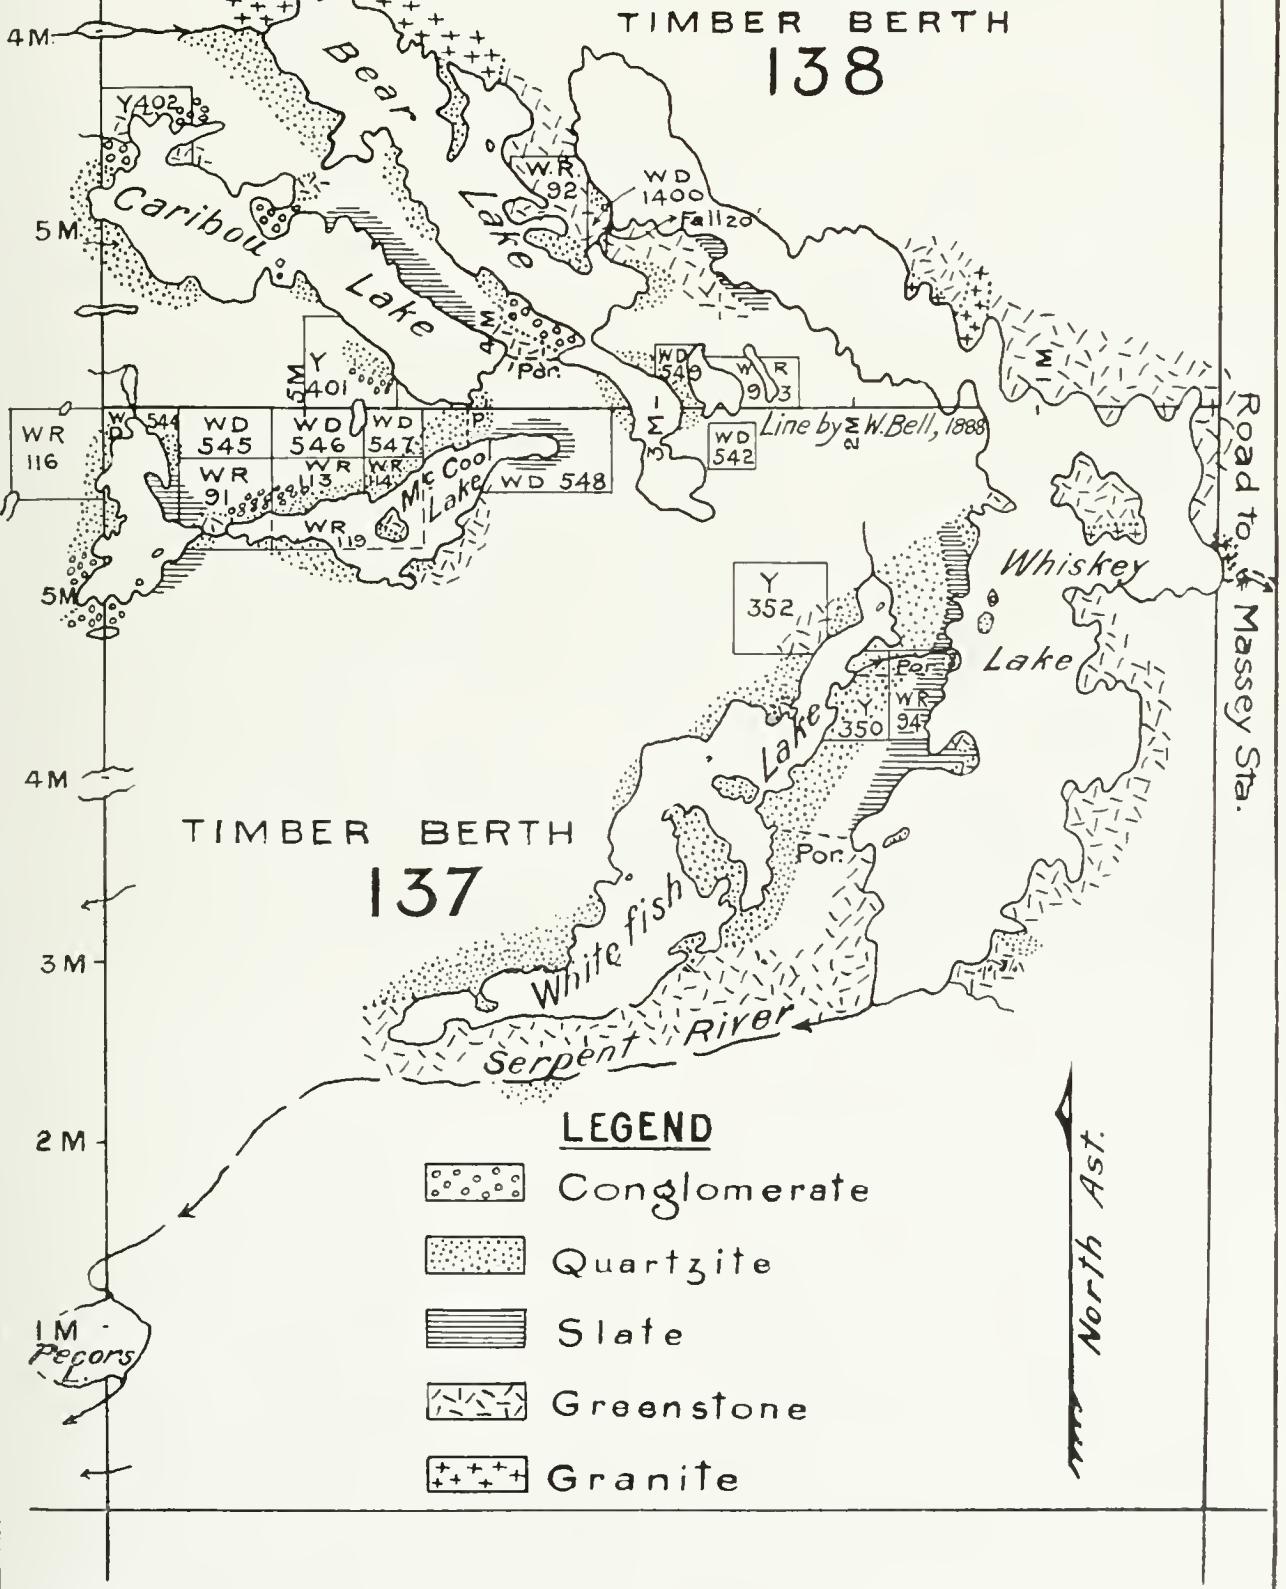 TIMBER BERTH
138
4M
Bear
Lake
Y402
W.R
92
WD
1400
Fall 20'
Caribou
Lake
5M
4M
Por.
5M
Y
401
1M
WD
549
WR
93
WR
116
WD
544
WD
545
WD
546
WD
547
P
Line by W. Bell, 1888
2M
3M
WD
542
WR
91
WR
113
WR
114
McCool
Lake
WD 548
WR
119
Road to Massey Sta.
Whiskey
Lake
5M
Y
352
Por.
Y
350
WR
94
Lake
4M
TIMBER BERTH
137
Por.
Whitefish
3M
Serpent River
2M
LEGEND
Conglomerate
Quartzite
Slate
Greenstone
Granite
North Ast.
1M
Pecors
L.